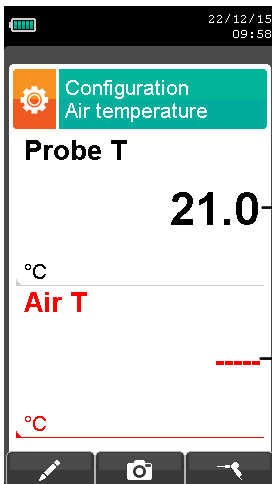 22/12/15
09:58
Configuration
Air temperature
Probe T
21.0
°C
Air T
-----
°C